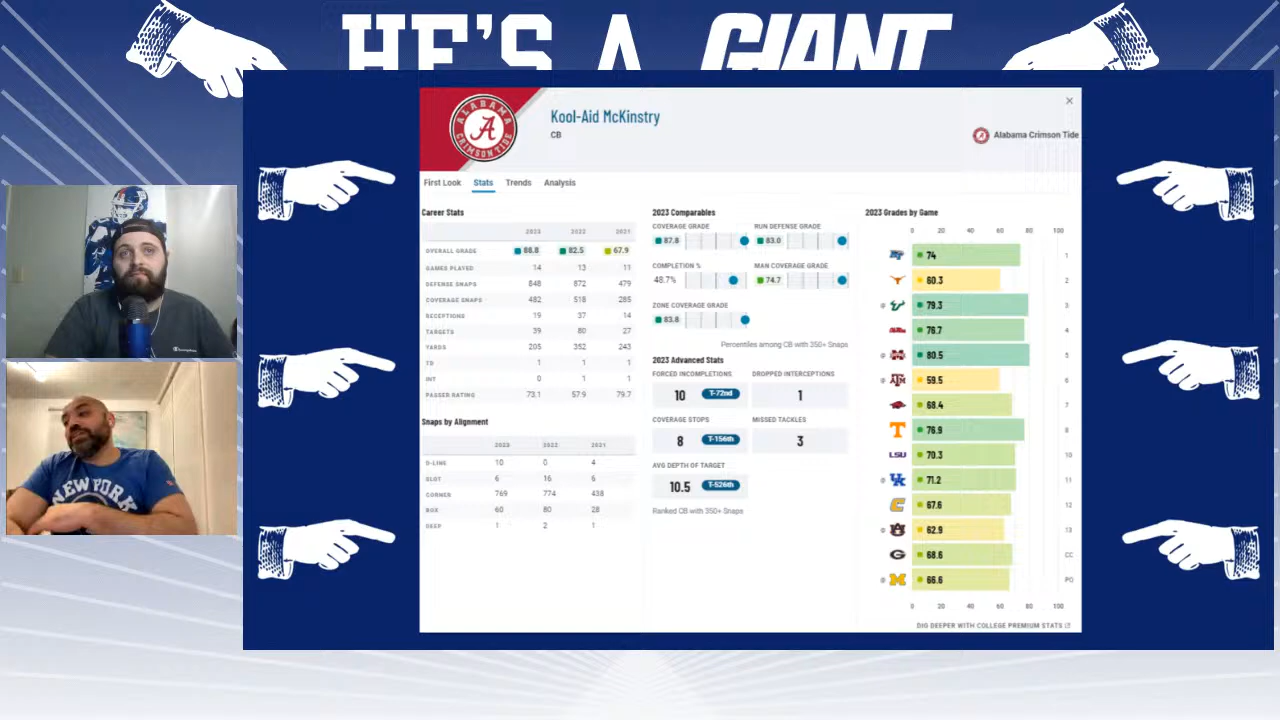 HE'S A GIANT
Kool-Aid McKinstry
CB
Alabama Crimson Tide
ALABAMA
A
CRIMSON TIDE
First Look Stats Trends Analysis
Career Stats
2023 2022 2021
OVERALL GRADE 88.8 82.5 67.9
GAMES PLAYED 14 13 11
DEFENSE SNAPS 848 872 479
COVERAGE SNAPS 482 518 285
RECEPTIONS 19 37 14
TARGETS 39 80 27
YARDS 205 352 243
TD 1 1 1
INT 0 1 1
PASSER RATING 73.1 57.9 79.7
Snaps by Alignment
2023 2022 2021
D-LINE 10 0 4
SLOT 6 16 6
CORNER 769 774 438
BOX 60 80 28
DEEP 1 2 1
2023 Comparables
COVERAGE GRADE RUN DEFENSE GRADE
87.8 83.0
COMPLETION % MAN COVERAGE GRADE
48.7% 74.7
ZONE COVERAGE GRADE
83.8
Percentiles among CB with 350+ Snaps
2023 Advanced Stats
FORCED INCOMPLETIONS DROPPED INTERCEPTIONS
10 T-72nd 1
COVERAGE STOPS MISSED TACKLES
8 T-156th 3
AVG DEPTH OF TARGET
10.5 T-526th
Ranked CB with 350+ Snaps
2023 Grades by Game
0 20 40 60 80 100
74 1
60.3 2
@ 79.3 3
76.7 4
@ 80.5 5
@ ATM 59.5 6
68.4 7
T 76.9 8
LSU 70.3 10
@ UK 71.2 11
C 67.6 12
@ AU 62.9 13
G 68.6 CC
@ M 66.6 PO
0 20 40 60 80 100
DIG DEEPER WITH COLLEGE PREMIUM STATS
NEW YORK